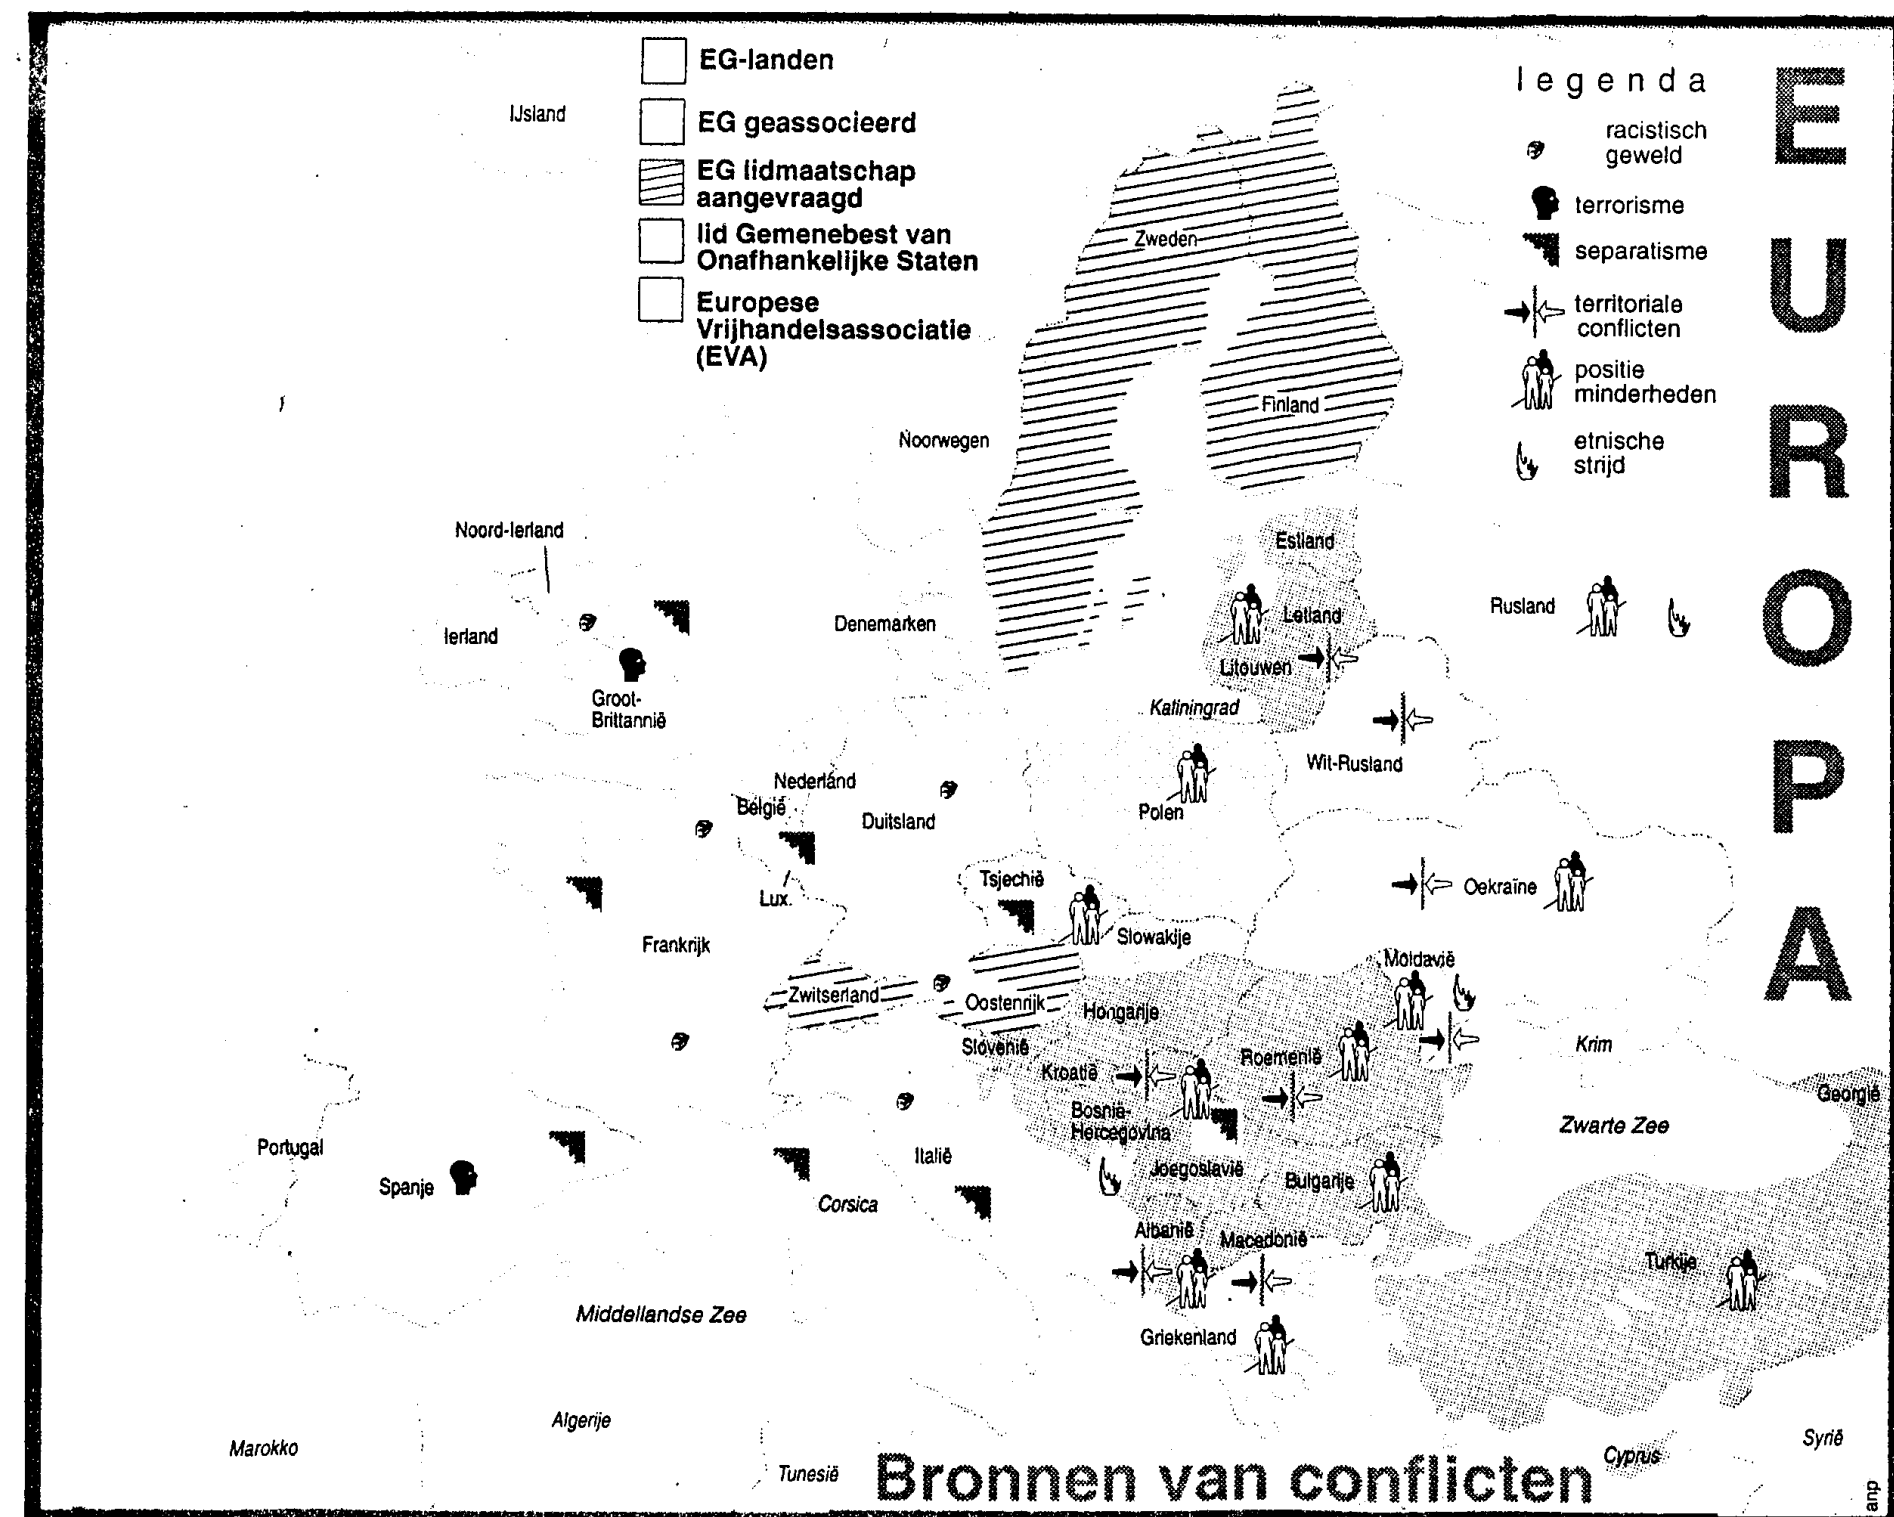 EG-landen
EG geassocieerd
EG lidmaatschap
aangevraagd
lid Gemenebest van
Onafhankelijke Staten
Europese
Vrijhandelsassociatie
(EVA)
legenda
racistisch
geweld
terrorisme
separatisme
territoriale
conflicten
positie
minderheden
etnische
strijd
EUROPA
IJsland
Zweden
Finland
Noorwegen
Noord-Ierland
Estland
Ierland
Denemarken
Letland
Rusland
Litouwen
Groot-
Brittannië
Kaliningrad
Wit-Rusland
Nederland
België
Duitsland
Polen
Lux.
Tsjechië
Oekraïne
Frankrijk
Slowakije
Moldavië
Zwitserland
Oostenrijk
Hongarije
Slovenië
Roemenië
Krim
Kroatië
Georgië
Bosnië-
Hercegovina
Zwarte Zee
Portugal
Spanje
Italië
Joegoslavië
Bulgarije
Corsica
Albanië
Macedonië
Turkije
Middellandse Zee
Griekenland
Algerije
Marokko
Tunesië
Cyprus
Syrië
Bronnen van conflicten
anp